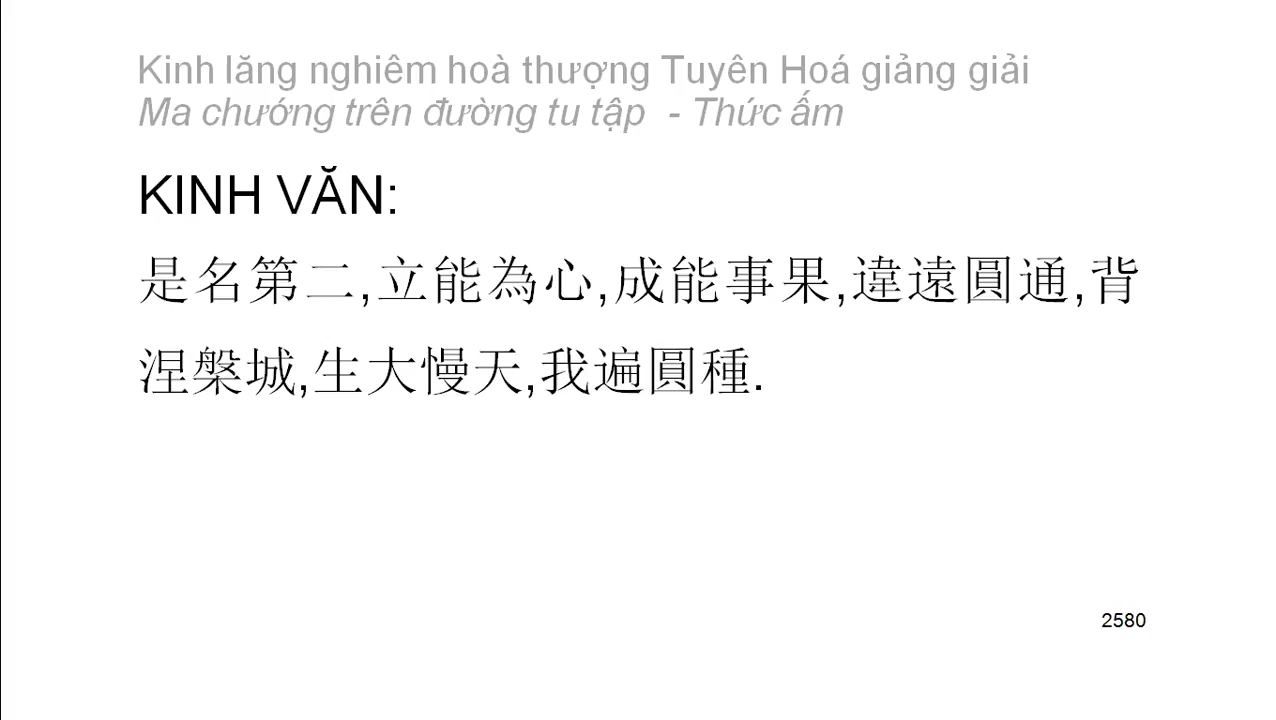 Kinh lăng nghiêm hoà thượng Tuyên Hoá giảng giải
Ma chướng trên đường tu tập - Thức ấm
KINH VĂN:
是名第二,立能為心,成能事果,違遠圓通,背
涅槃城,生大慢天,我遍圓種.
2580